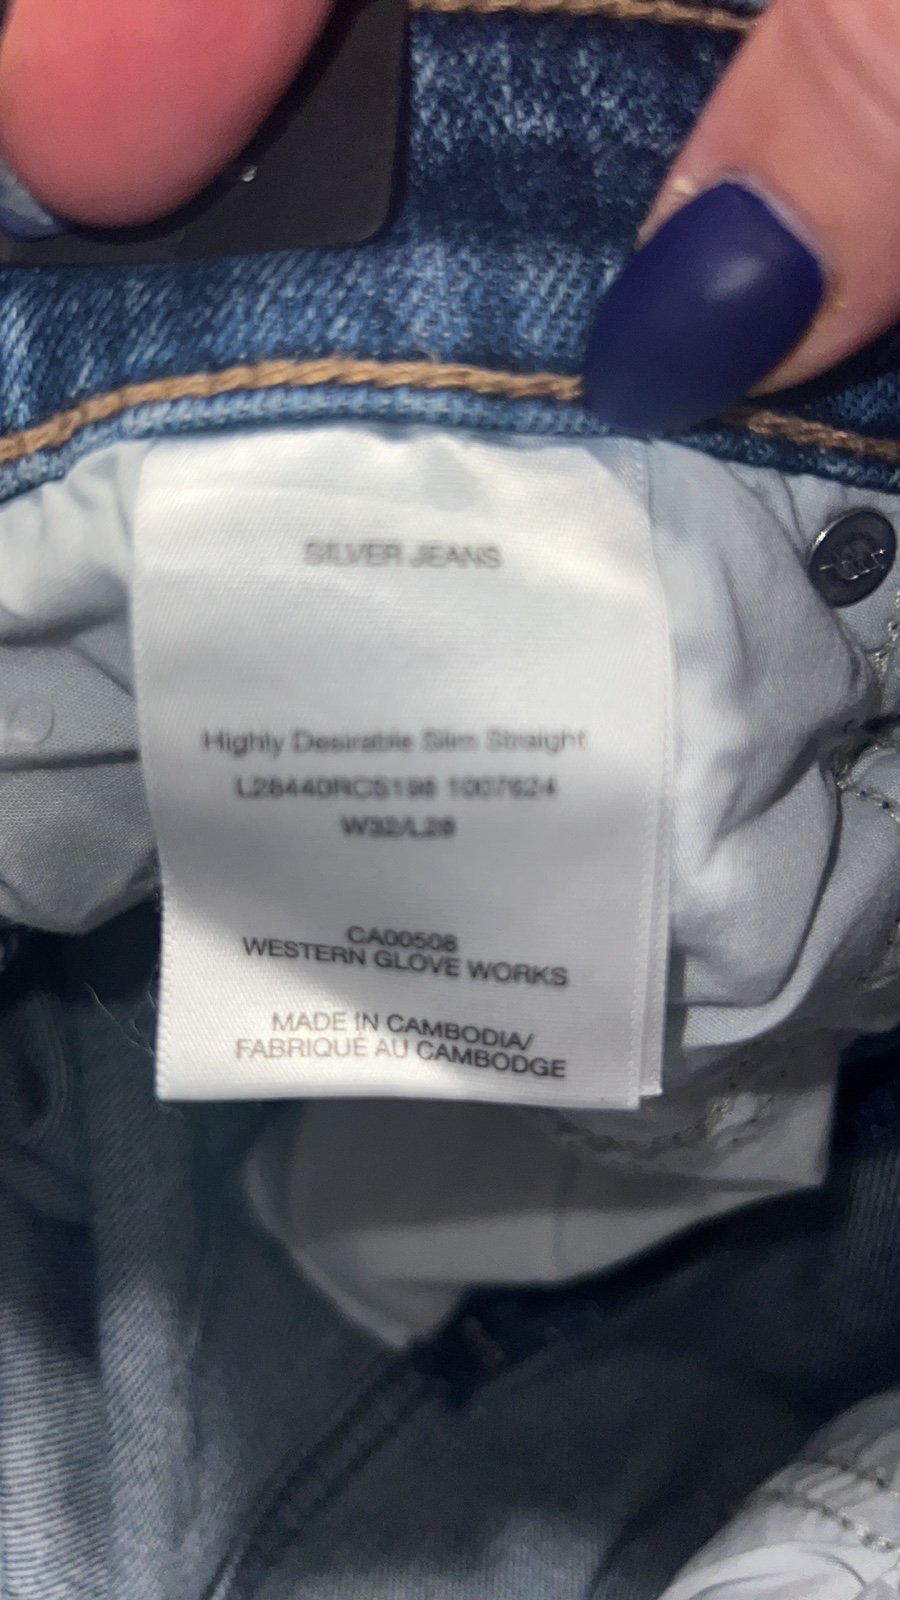 SILVER JEANS
Highly Desirable Slim Straight
L28440RCS198 1007624
W32/L28
CA00508
WESTERN GLOVE WORKS
MADE IN CAMBODIA/
FABRIQUÉ AU CAMBODGE